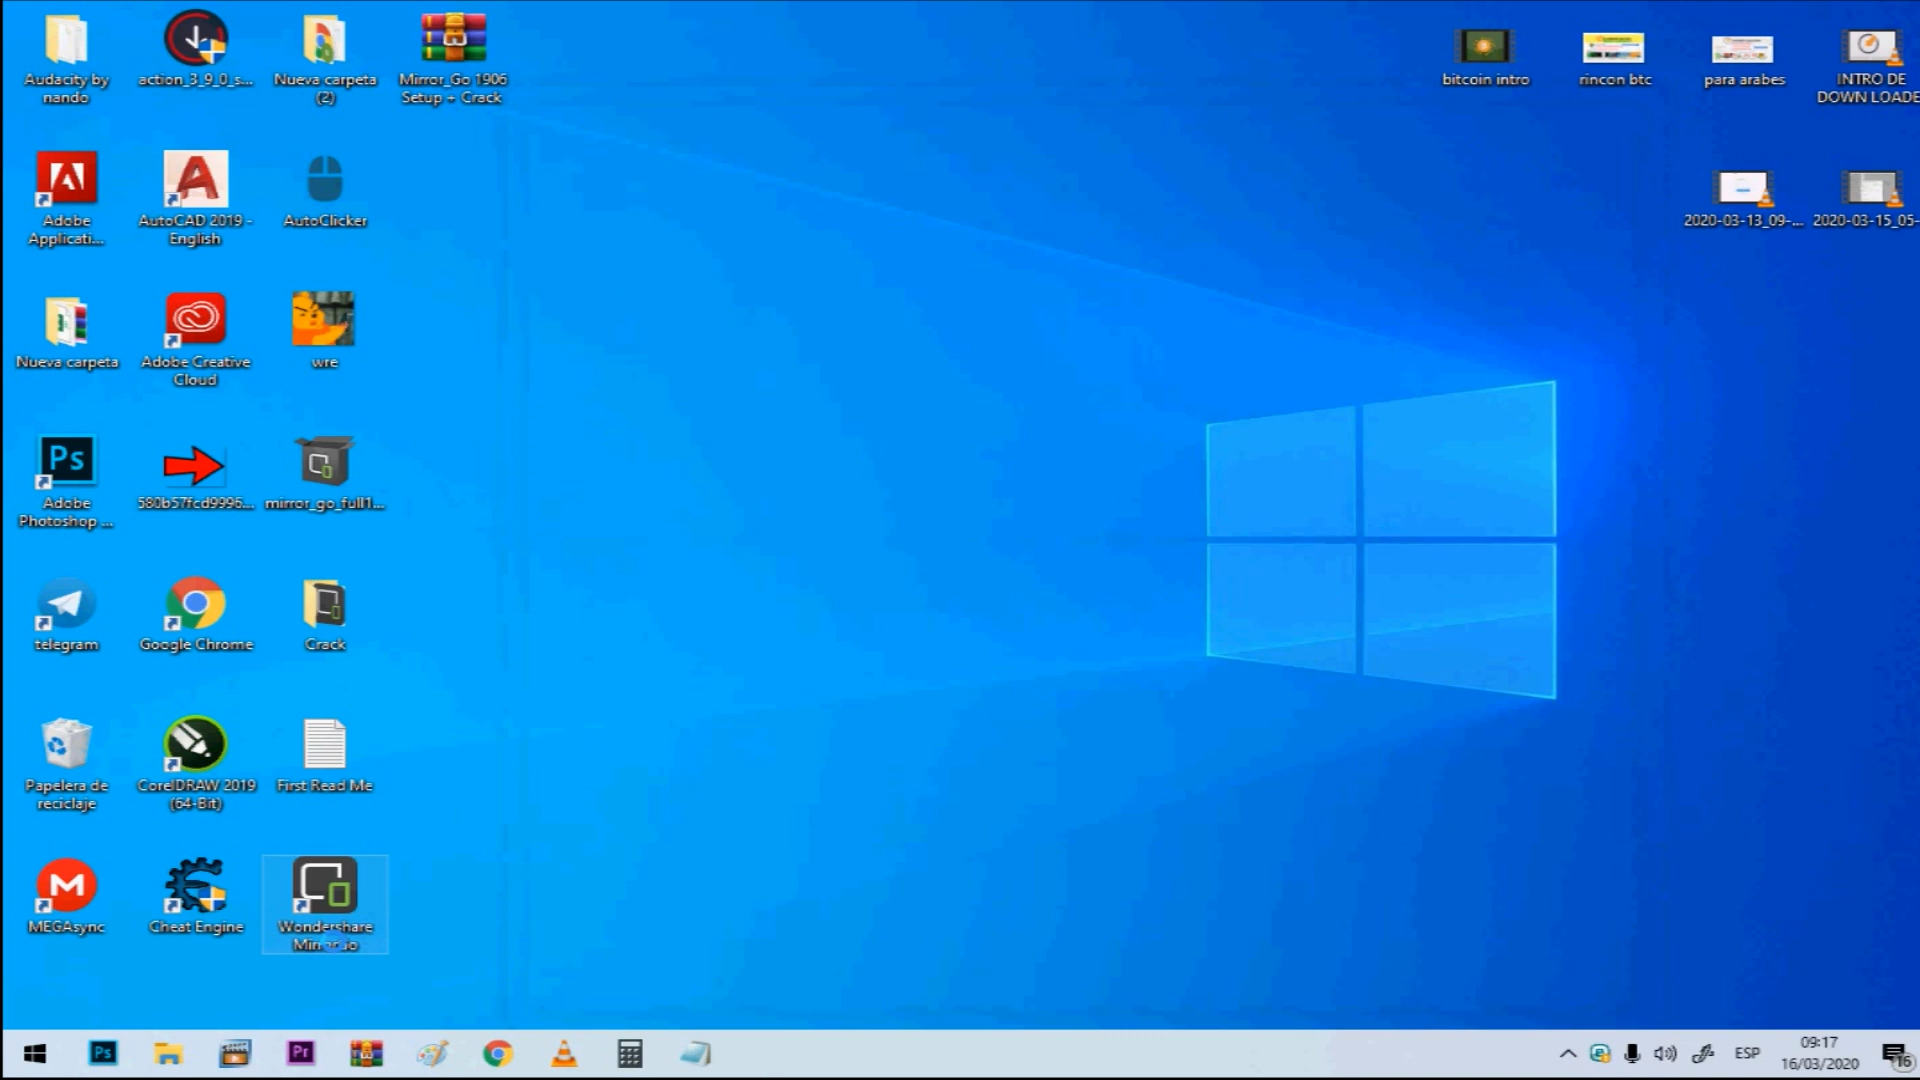 Audacity by
nando
action_3_9_0_s...
Nueva carpeta
(2)
Mirror_Go 1906
Setup + Crack
bitcoin intro
rincon btc
para arabes
INTRO DE
DOWN LOADE
Adobe
Applicati...
AutoCAD 2019 -
English
AutoClicker
2020-03-13_09-...
2020-03-15_05-
Nueva carpeta
Adobe Creative
Cloud
wre
Ps
Adobe
Photoshop ...
580b57fcd9996...
mirror_go_full1...
telegram
Google Chrome
Crack
Papelera de
reciclaje
CorelDRAW 2019
(64-Bit)
First Read Me
MEGAsync
Cheat Engine
Wondershare
Ps
Pr
ESP
09:17
16/03/2020
16